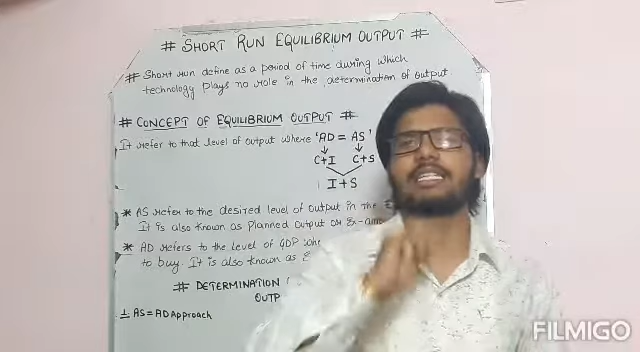 # SHORT RUN EQUILIBRIUM OUTPUT #
# Short run define as a period of time during which
technology plays no role in the determination of output
# CONCEPT OF EQUILIBRIUM OUTPUT #
It refer to that level of output where 'AD = AS'
↓ ↓
C+I C+S
I+S
* AS refer to the desired level of output in the
It is also known as Planned output or Ex-an
* AD refers to the level of GDP
to buy. It is also known as
# DETERMINATION
OUTP
1 AS = AD Approach
FILMIGO